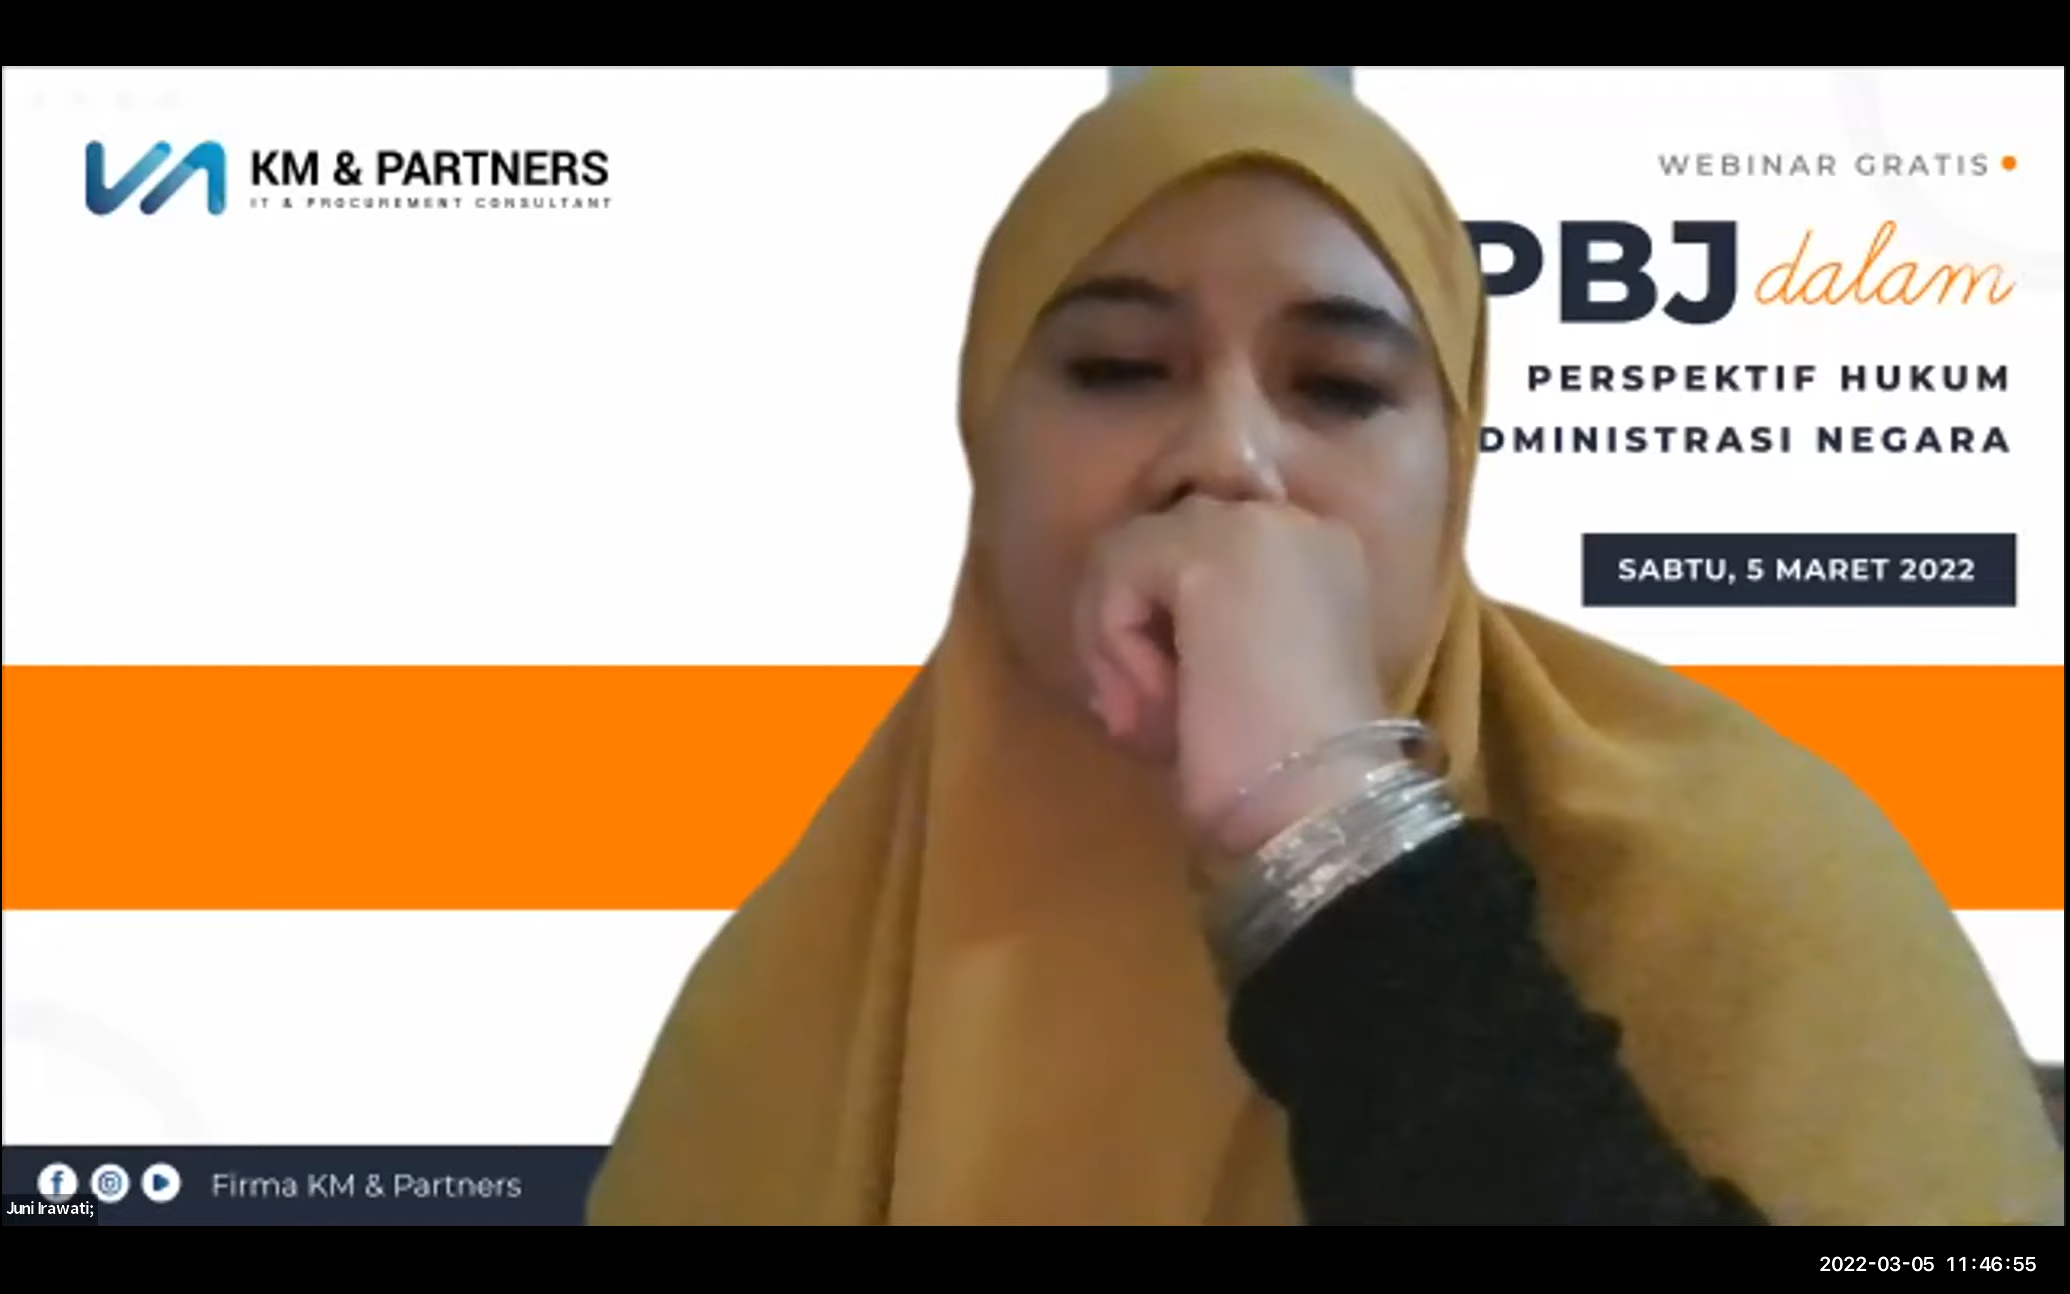 KM & PARTNERS
IT & PROCUREMENT CONSULTANT
WEBINAR GRATIS
PBJ dalam
PERSPEKTIF HUKUM
DMINISTRASI NEGARA
SABTU, 5 MARET 2022
Firma KM & Partners
Juni Irawati;
2022-03-05 11:46:55